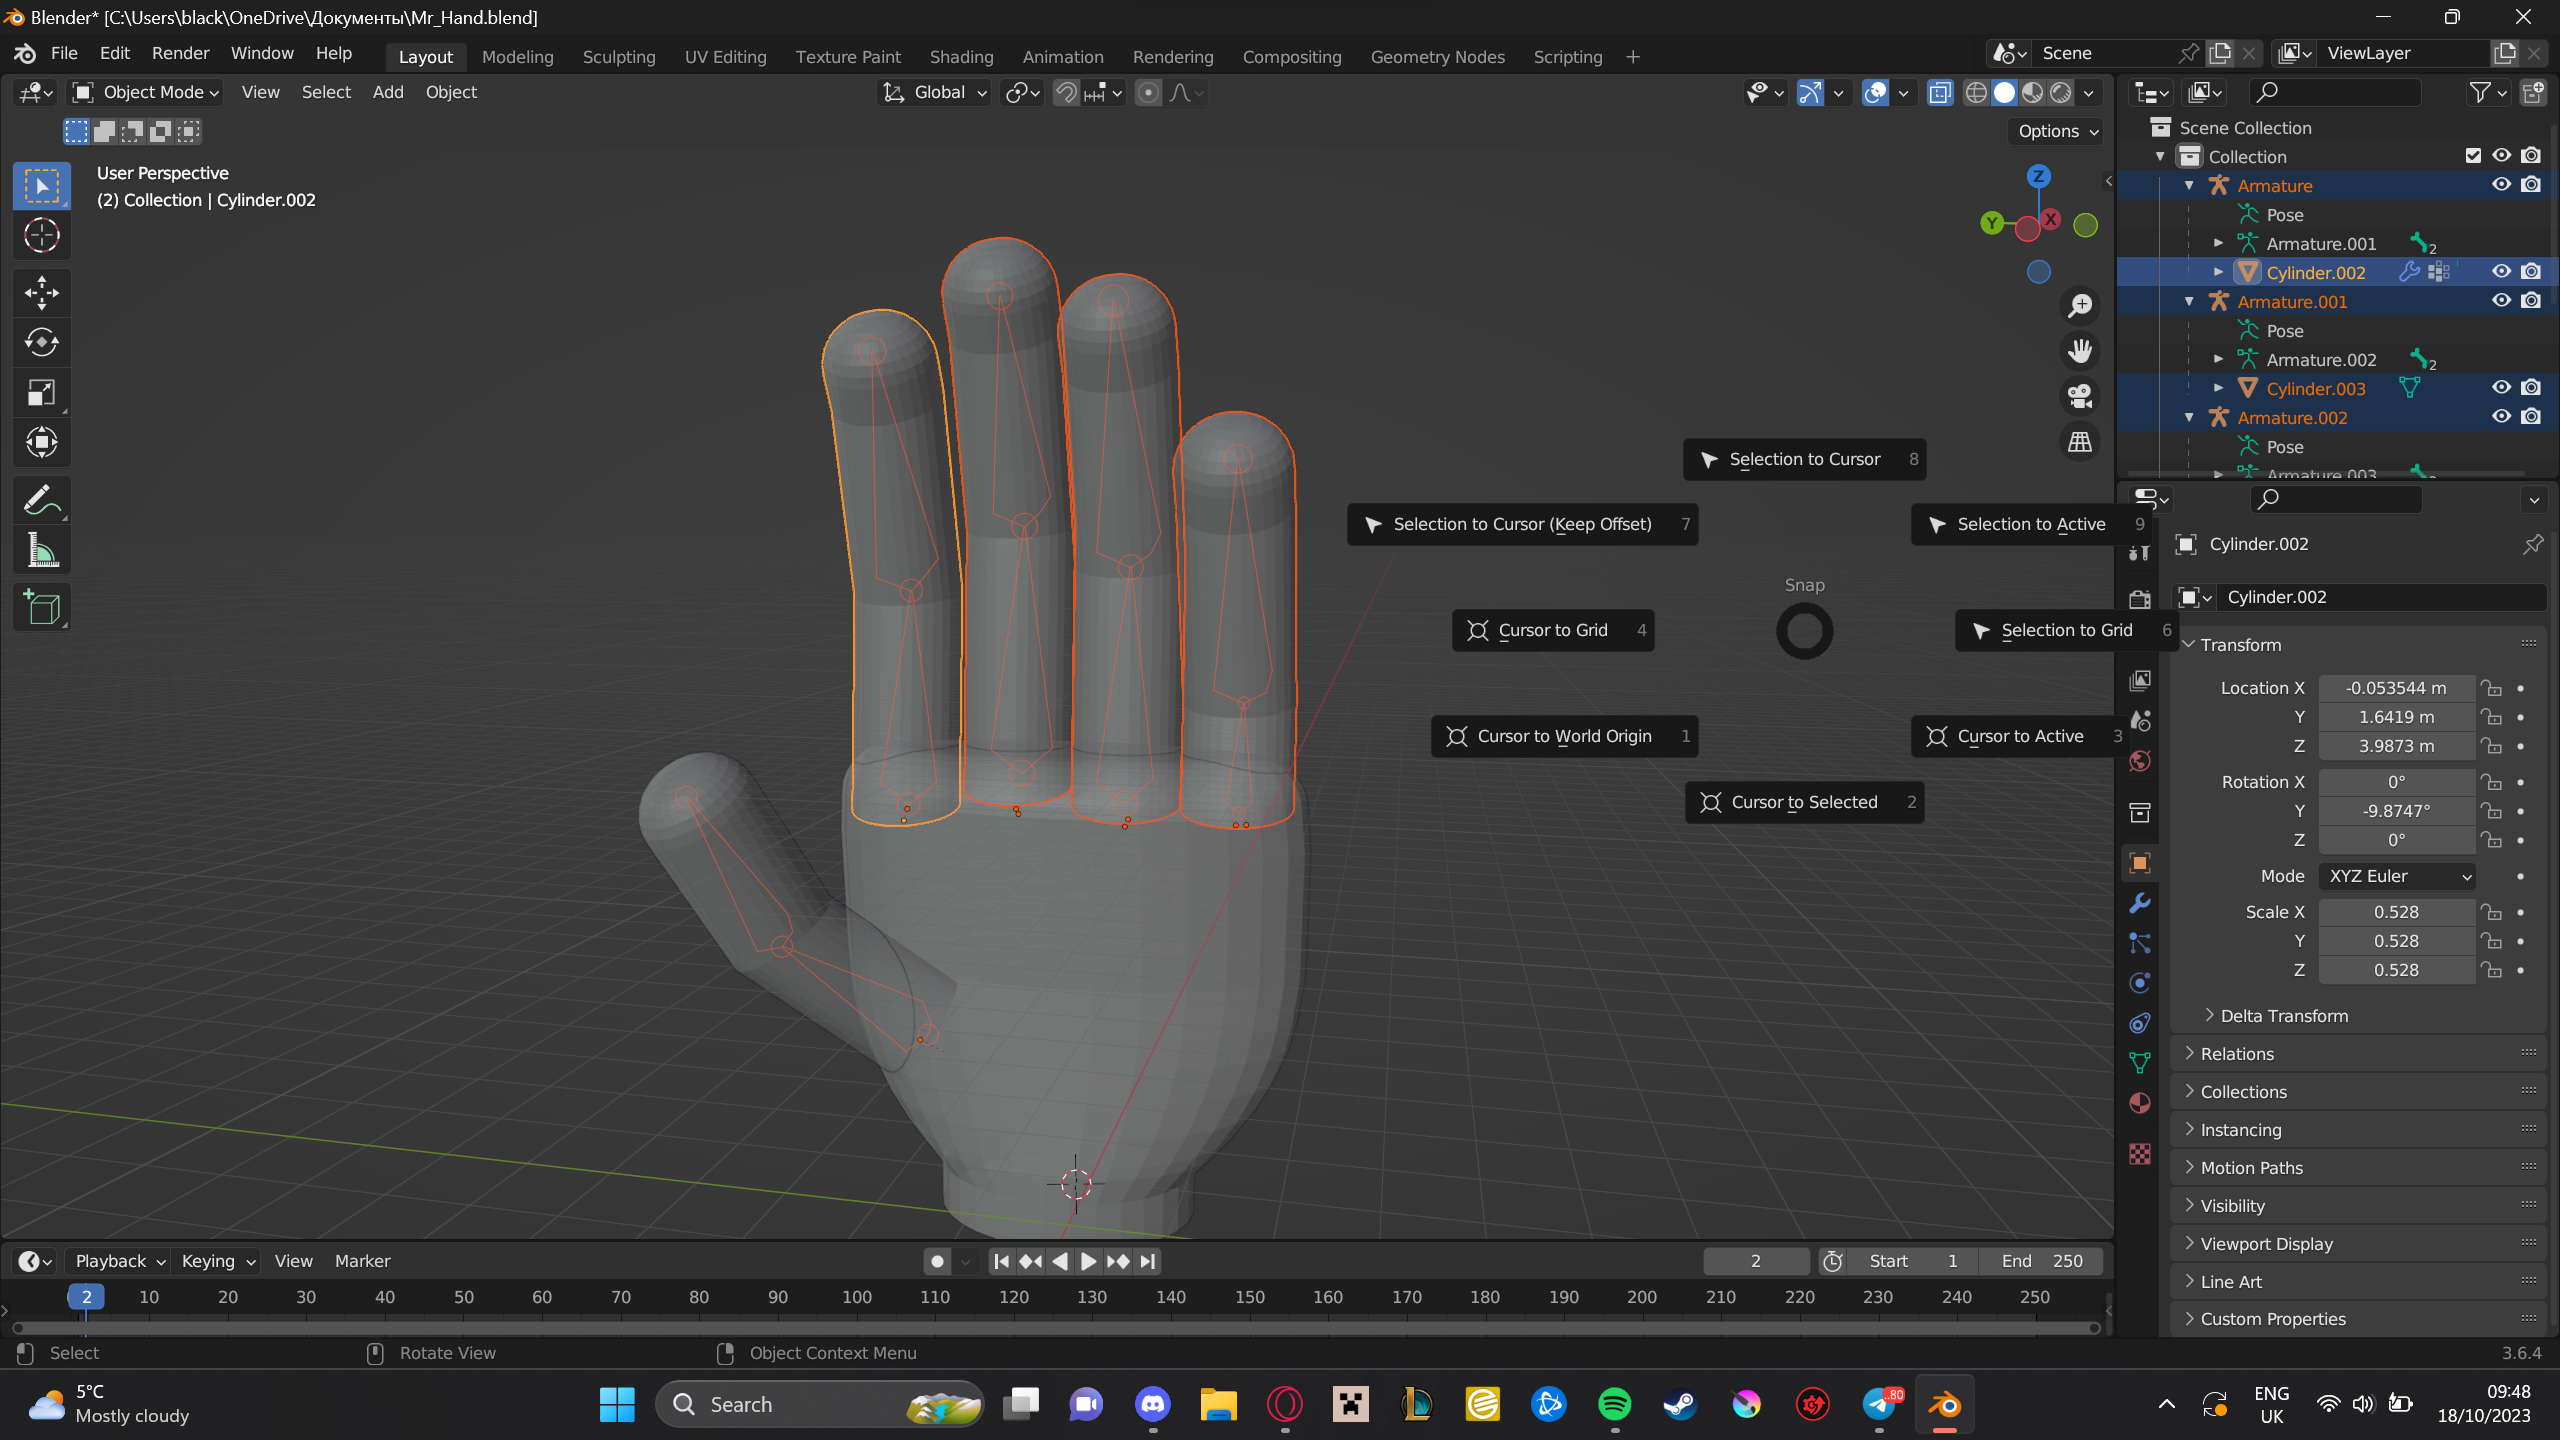 Blender* [C:\Users\black\OneDrive\Документы\Mr_Hand.blend]
File Edit Render Window Help
Layout Modeling Sculpting UV Editing Texture Paint Shading Animation Rendering Compositing Geometry Nodes Scripting +
Scene
ViewLayer
Object Mode View Select Add Object
Global
Options
User Perspective
(2) Collection | Cylinder.002
Z
Y
X
Scene Collection
Collection
Armature
Pose
Armature.001 2
Cylinder.002
Armature.001
Pose
Armature.002 2
Cylinder.003
Armature.002
Pose
Armature.003
Selection to Cursor 8
Selection to Cursor (Keep Offset) 7
Selection to Active 9
Snap
Cursor to Grid 4
Selection to Grid 6
Cursor to World Origin 1
Cursor to Active 3
Cursor to Selected 2
Cylinder.002
Cylinder.002
Transform
Location X -0.053544 m
Y 1.6419 m
Z 3.9873 m
Rotation X 0°
Y -9.8747°
Z 0°
Mode XYZ Euler
Scale X 0.528
Y 0.528
Z 0.528
Delta Transform
Relations
Collections
Instancing
Motion Paths
Visibility
Viewport Display
Line Art
Custom Properties
Playback Keying View Marker
2
Start 1
End 250
2 10 20 30 40 50 60 70 80 90 100 110 120 130 140 150 160 170 180 190 200 210 220 230 240 250
Select
Rotate View
Object Context Menu
3.6.4
5°C
Mostly cloudy
Search
..80
ENG
UK
09:48
18/10/2023